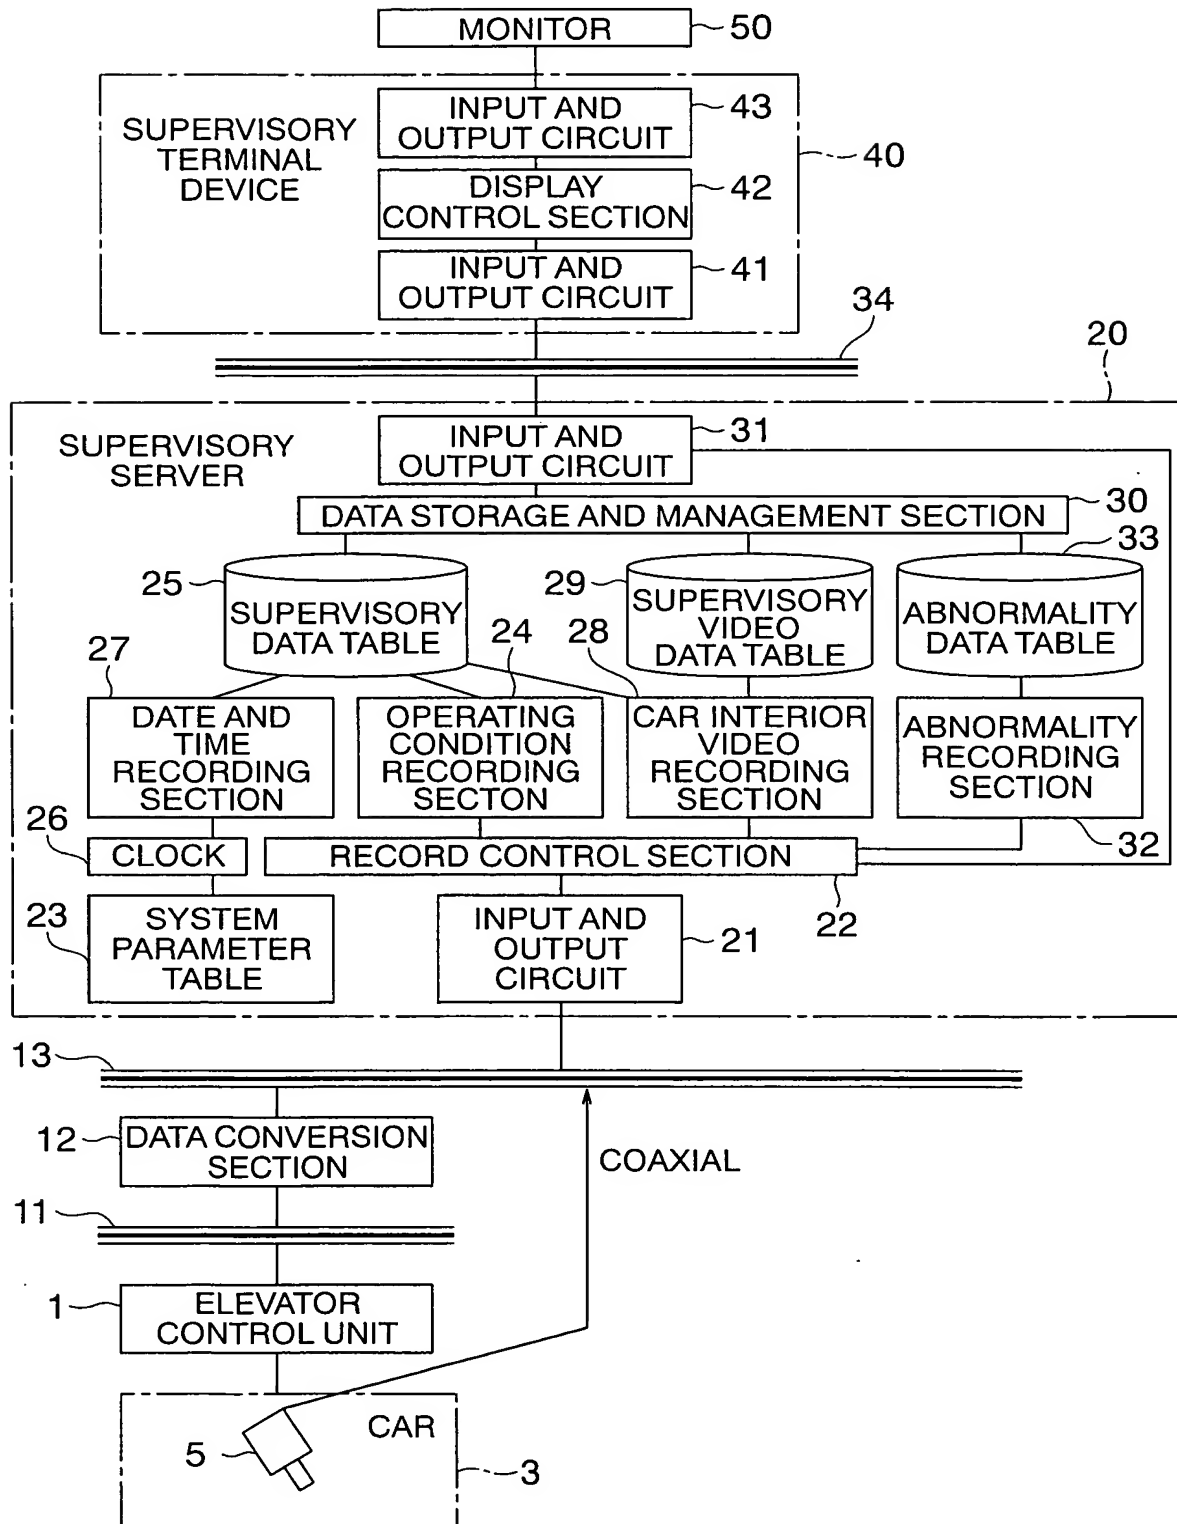 MONITOR
50
INPUT AND
OUTPUT CIRCUIT
43
SUPERVISORY
TERMINAL
DEVICE
40
DISPLAY
CONTROL SECTION
42
INPUT AND
OUTPUT CIRCUIT
41
34
20
SUPERVISORY
SERVER
INPUT AND
OUTPUT CIRCUIT
31
30
DATA STORAGE AND MANAGEMENT SECTION
25
SUPERVISORY
DATA TABLE
29
SUPERVISORY
VIDEO
DATA TABLE
33
ABNORMALITY
DATA TABLE
27
24
28
DATE AND
TIME
RECORDING
SECTION
OPERATING
CONDITION
RECORDING
SECTON
CAR INTERIOR
VIDEO
RECORDING
SECTION
ABNORMALITY
RECORDING
SECTION
26
CLOCK
RECORD CONTROL SECTION
32
23
SYSTEM
PARAMETER
TABLE
INPUT AND
OUTPUT
CIRCUIT
21
22
13
12
DATA CONVERSION
SECTION
COAXIAL
11
1
ELEVATOR
CONTROL UNIT
CAR
5
3